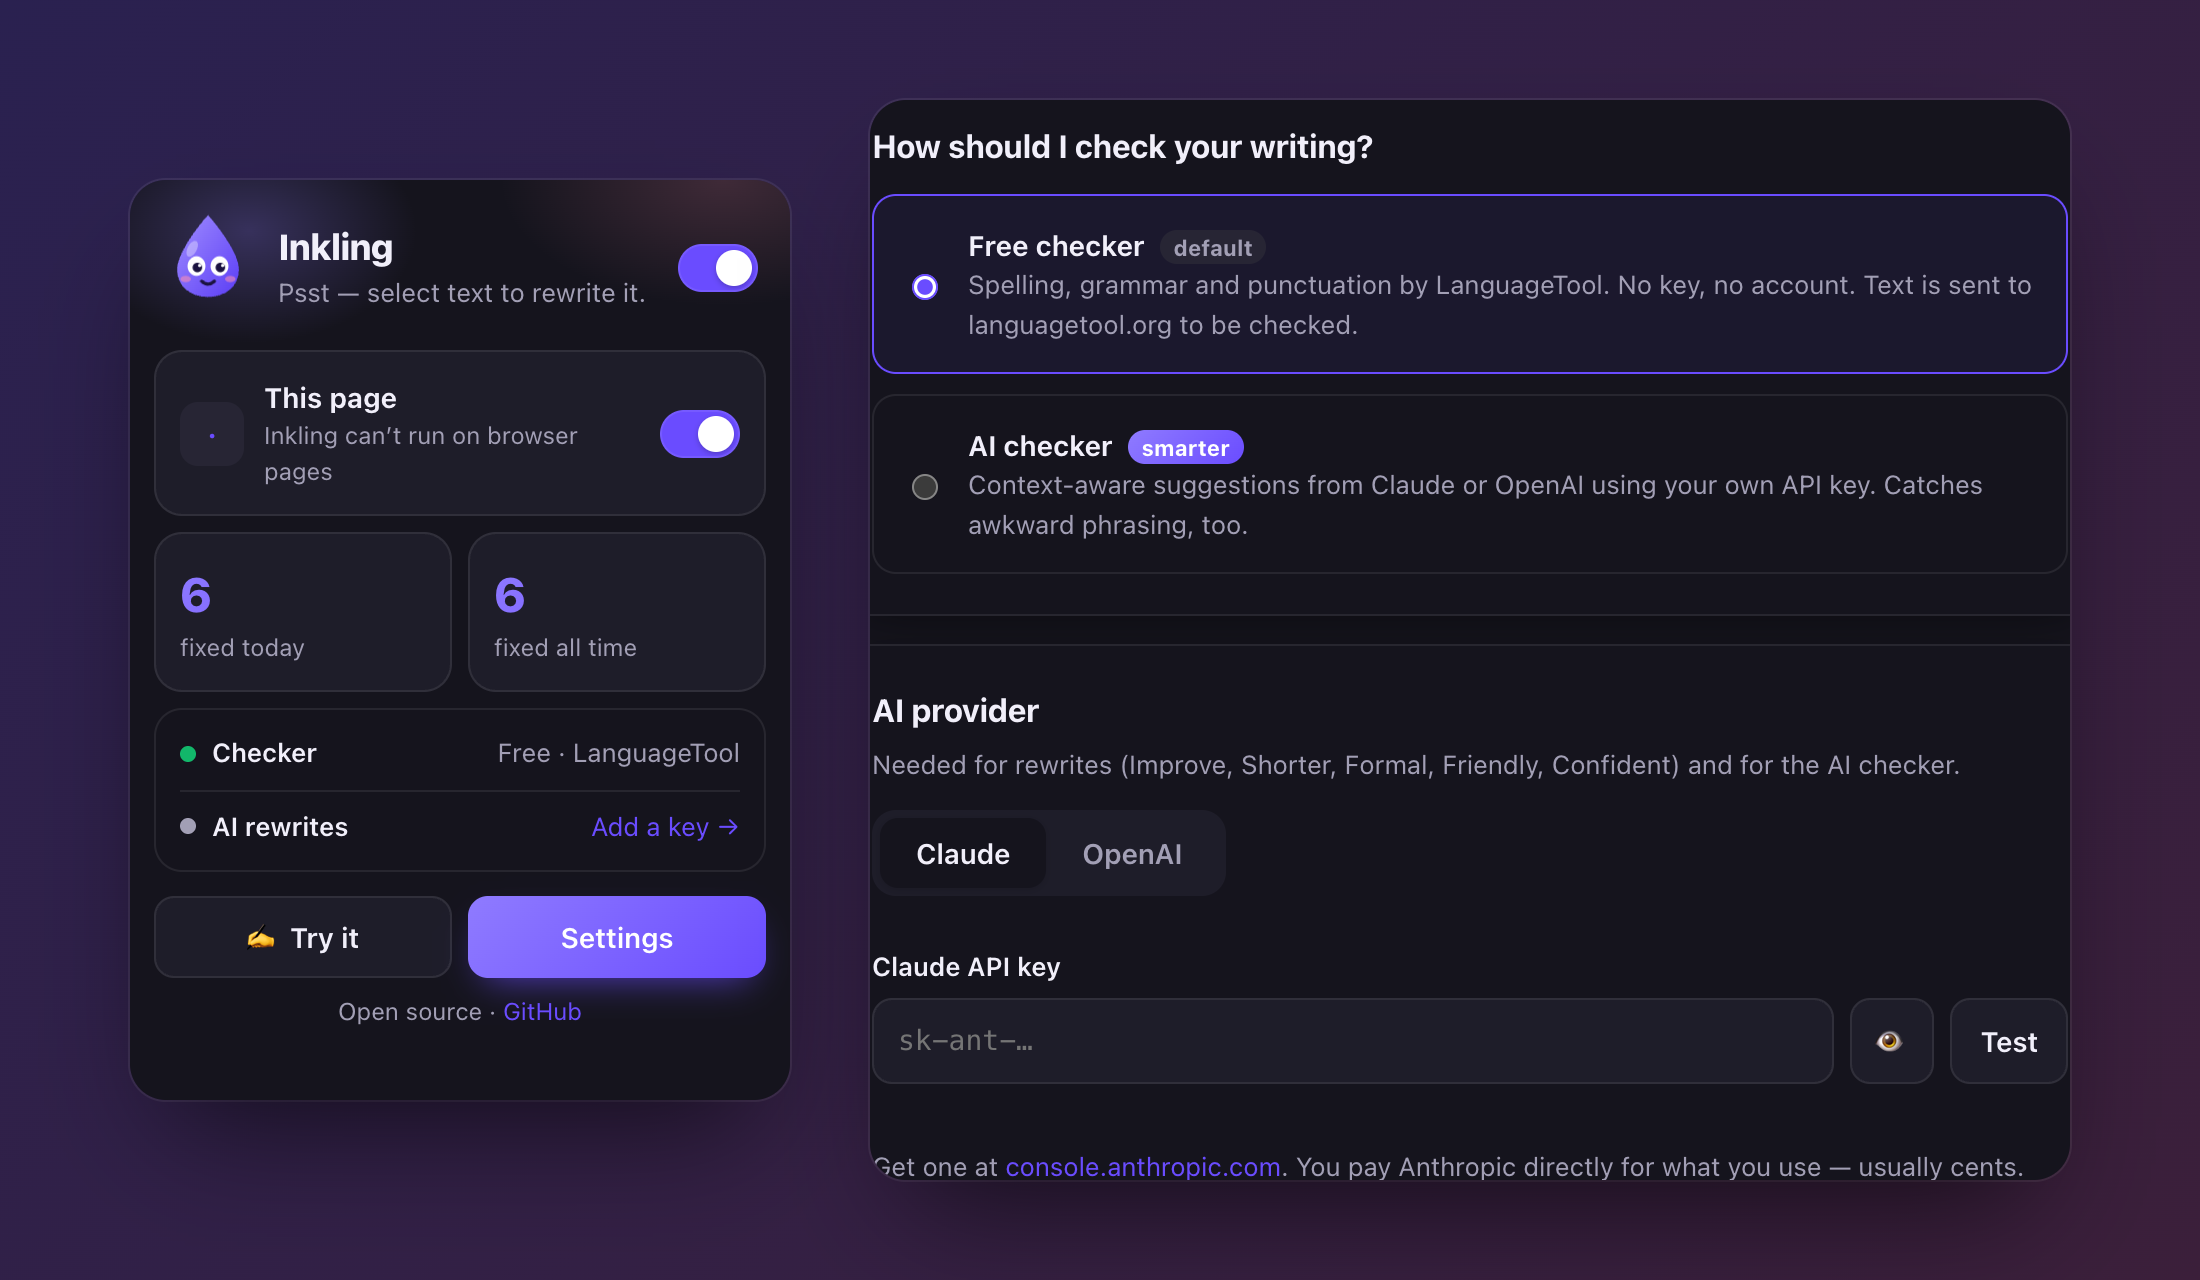 Inkling
Psst — select text to rewrite it.
This page
Inkling can’t run on browser
pages
6
fixed today
6
fixed all time
Checker
Free · LanguageTool
AI rewrites
Add a key →
✍️ Try it
Settings
Open source · GitHub
How should I check your writing?
Free checker default
Spelling, grammar and punctuation by LanguageTool. No key, no account. Text is sent to
languagetool.org to be checked.
AI checker smarter
Context-aware suggestions from Claude or OpenAI using your own API key. Catches
awkward phrasing, too.
AI provider
Needed for rewrites (Improve, Shorter, Formal, Friendly, Confident) and for the AI checker.
Claude
OpenAI
Claude API key
sk-ant-…
Test
Get one at console.anthropic.com. You pay Anthropic directly for what you use — usually cents.